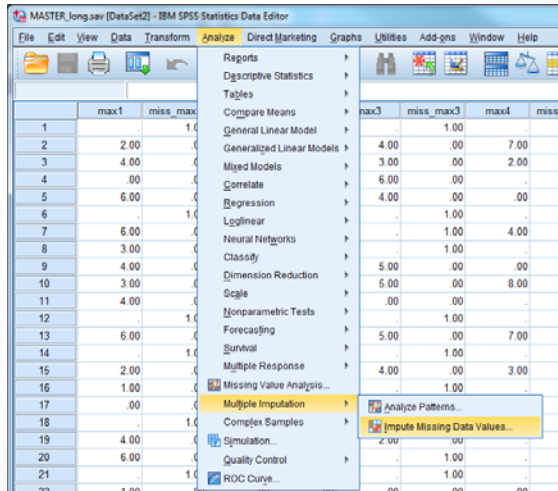 MASTER_long.sav [DataSet2] - IBM SPSS Statistics Data Editor
File Edit View Data Transform Analyze Direct Marketing Graphs Utilities Add-ons Window Help
Reports
Descriptive Statistics
Tables
Compare Means
General Linear Model
Generalized Linear Models
Mixed Models
Correlate
Regression
Loglinear
Neural Networks
Classify
Dimension Reduction
Scale
Nonparametric Tests
Forecasting
Survival
Multiple Response
Missing Value Analysis...
Multiple Imputation
Complex Samples
Simulation...
Quality Control
ROC Curve...
Analyze Patterns...
Impute Missing Data Values...
max1 miss_max max3 miss_max3 max4 miss
1 . 1.0 . 1.00 .
2 2.00 .0 4.00 .00 7.00
3 4.00 .0 3.00 .00 2.00
4 .00 .0 6.00 .00 .
5 6.00 .0 4.00 .00 .00
6 . 1.0 . 1.00 .
7 6.00 .0 . 1.00 4.00
8 3.00 .0 . 1.00 .
9 4.00 .0 5.00 .00 .00
10 3.00 .0 5.00 .00 8.00
11 4.00 .0 .00 .00 .
12 . 1.0 . 1.00 .
13 6.00 .0 5.00 .00 7.00
14 . 1.0 . 1.00 .
15 2.00 .0 4.00 .00 3.00
16 1.00 .0 . 1.00 .
17 .00 .0
18 . 1.0
19 4.00 .0 2.00 .00 .
20 6.00 .0 . 1.00 .
21 . 1.0 . 1.00 .